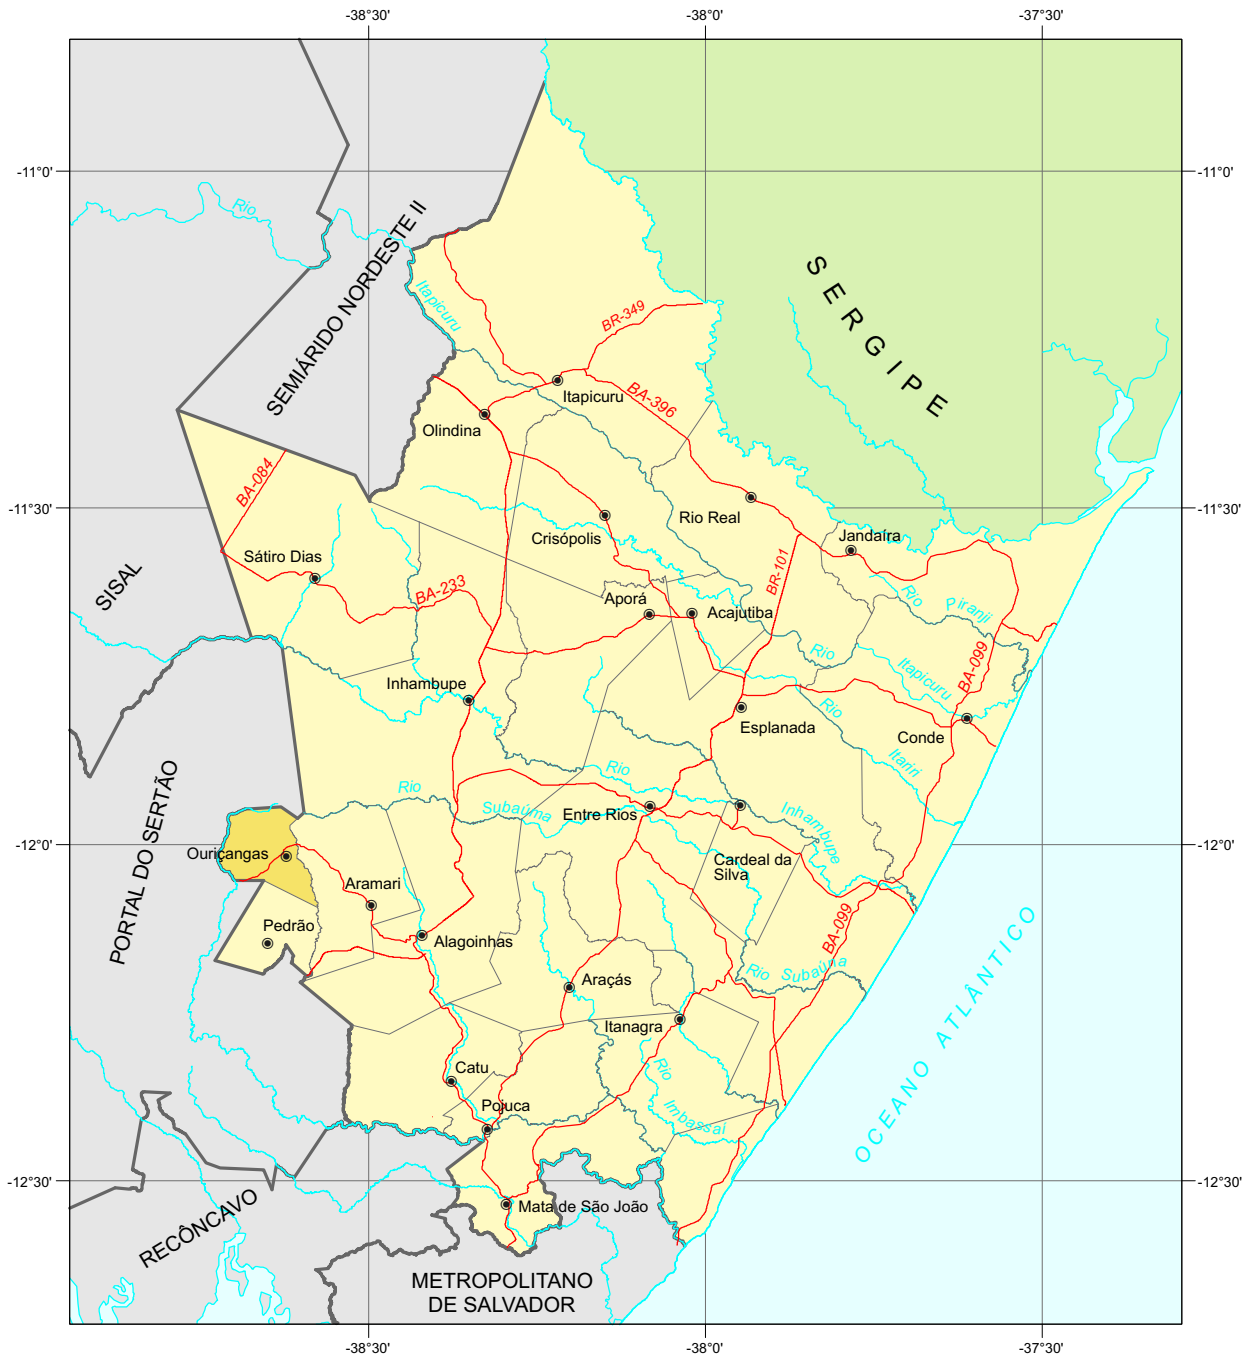 -38°30'
-38°0'
-37°30'
-11°0'
-11°0'
Rio
SEMIÁRIDO NORDESTE II
Itapicuru
SERGIPE
BR-349
Itapicuru
BA-396
Olindina
BA-084
Rio Real
-11°30'
-11°30'
Crisópolis
Jandaíra
Sátiro Dias
BR-101
SISAL
BA-233
Aporá
Acajutiba
Rio
Piranji
Rio
Itapicuru
BA-099
Inhambupe
Rio
Esplanada
Conde
Itariri
PORTAL DO SERTÃO
Rio
Rio
Subaúma
Entre Rios
Inhambupe
-12°0'
-12°0'
Ouriçangas
Cardeal da
Silva
Aramari
Pedrão
Alagoinhas
BA-099
Araçás
Rio
Subaúma
Itanagra
OCEANO ATLÂNTICO
Catu
Rio
Pojuca
Imbassai
-12°30'
-12°30'
RECÔNCAVO
Mata de São João
METROPOLITANO
DE SALVADOR
-38°30'
-38°0'
-37°30'